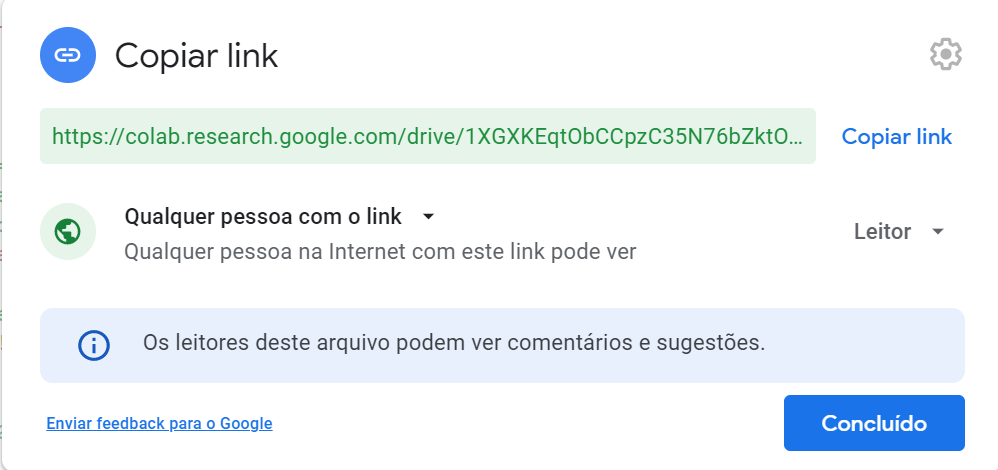 Copiar link
https://colab.research.google.com/drive/1XGXKEqtObCCpzC35N76bZktO...
Copiar link
Qualquer pessoa com o link
Qualquer pessoa na Internet com este link pode ver
Leitor
Os leitores deste arquivo podem ver comentários e sugestões.
Enviar feedback para o Google
Concluído